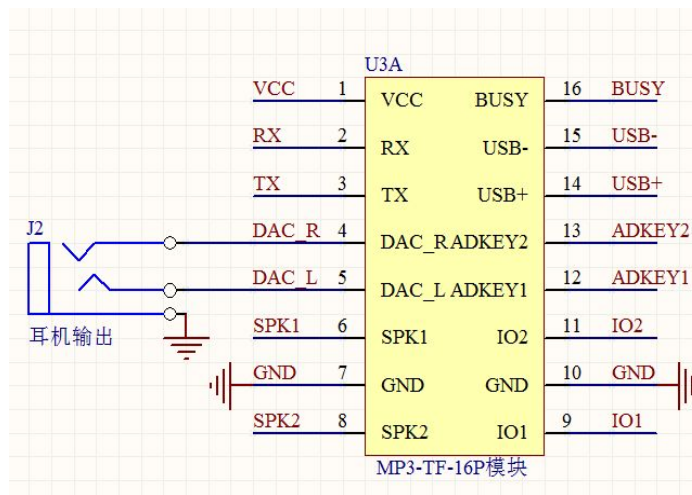 U3A
VCC 1 VCC BUSY 16 BUSY
RX 2 RX USB- 15 USB-
TX 3 TX USB+ 14 USB+
J2
DAC_R 4 DAC_R ADKEY2 13 ADKEY2
DAC_L 5 DAC_L ADKEY1 12 ADKEY1
耳机输出
SPK1 6 SPK1 IO2 11 IO2
GND 7 GND GND 10 GND
SPK2 8 SPK2 IO1 9 IO1
MP3-TF-16P模块